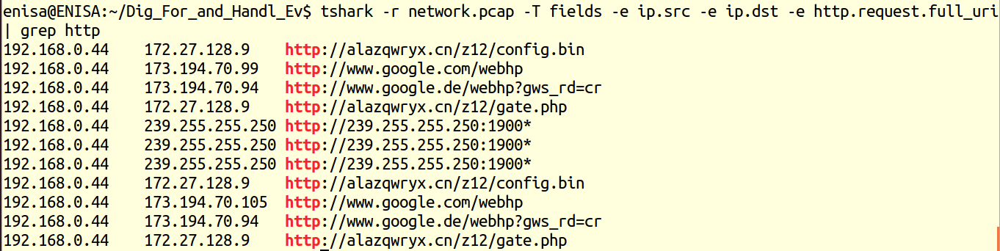 enisa@ENISA:~/Dig_For_and_Handl_Ev$ tshark -r network.pcap -T fields -e ip.src -e ip.dst -e http.request.full_uri
| grep http
192.168.0.44    172.27.128.9    http://alazqwryx.cn/z12/config.bin
192.168.0.44    173.194.70.99   http://www.google.com/webhp
192.168.0.44    173.194.70.94   http://www.google.de/webhp?gws_rd=cr
192.168.0.44    172.27.128.9    http://alazqwryx.cn/z12/gate.php
192.168.0.44    239.255.255.250 http://239.255.255.250:1900*
192.168.0.44    239.255.255.250 http://239.255.255.250:1900*
192.168.0.44    239.255.255.250 http://239.255.255.250:1900*
192.168.0.44    172.27.128.9    http://alazqwryx.cn/z12/config.bin
192.168.0.44    173.194.70.105  http://www.google.com/webhp
192.168.0.44    173.194.70.94   http://www.google.de/webhp?gws_rd=cr
192.168.0.44    172.27.128.9    http://alazqwryx.cn/z12/gate.php